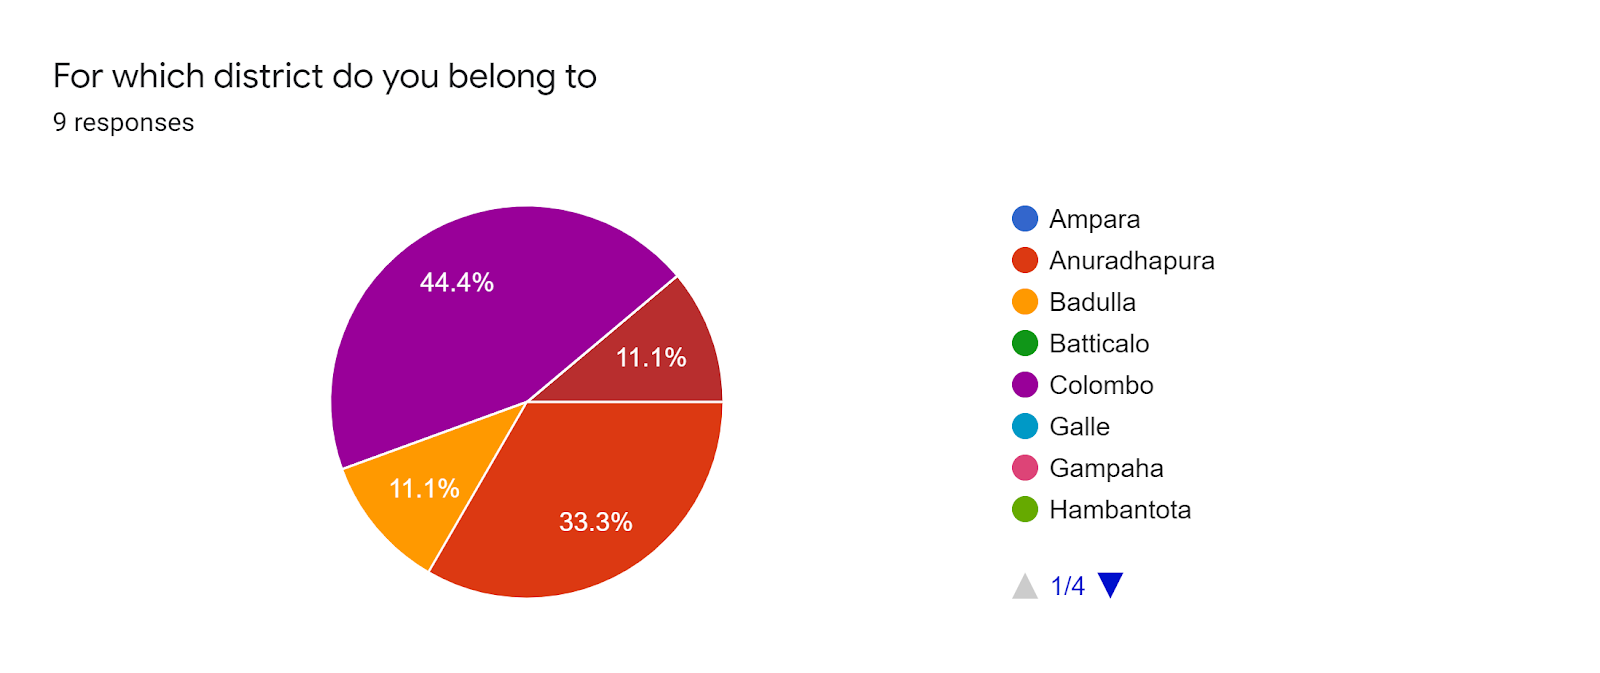 For which district do you belong to
9 responses
44.4%
11.1%
11.1%
33.3%
Ampara
Anuradhapura
Badulla
Batticalo
Colombo
Galle
Gampaha
Hambantota
1/4